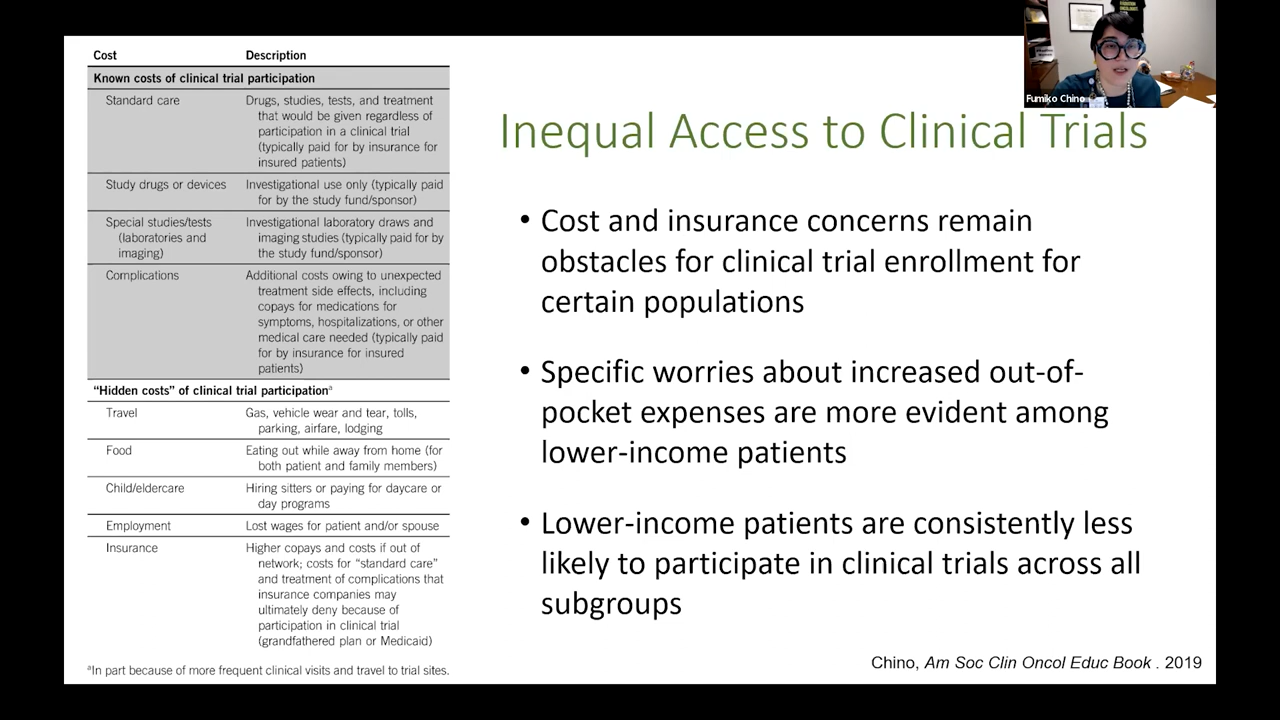 Cost Description
Known costs of clinical trial participation
Standard care Drugs, studies, tests, and treatment
that would be given regardless of
participation in a clinical trial
(typically paid for by insurance for
insured patients)
Study drugs or devices Investigational use only (typically paid
for by the study fund/sponsor)
Special studies/tests Investigational laboratory draws and
(laboratories and imaging studies (typically paid for by
imaging) the study fund/sponsor)
Complications Additional costs owing to unexpected
treatment side effects, including
copays for medications for
symptoms, hospitalizations, or other
medical care needed (typically paid
for by insurance for insured
patients)
“Hidden costs” of clinical trial participationᵃ
Travel Gas, vehicle wear and tear, tolls,
parking, airfare, lodging
Food Eating out while away from home (for
both patient and family members)
Child/eldercare Hiring sitters or paying for daycare or
day programs
Employment Lost wages for patient and/or spouse
Insurance Higher copays and costs if out of
network; costs for “standard care”
and treatment of complications that
insurance companies may
ultimately deny because of
participation in clinical trial
(grandfathered plan or Medicaid)
ᵃIn part because of more frequent clinical visits and travel to trial sites.
Fumiko Chino
Inequal Access to Clinical Trials
• Cost and insurance concerns remain
obstacles for clinical trial enrollment for
certain populations
• Specific worries about increased out-of-
pocket expenses are more evident among
lower-income patients
• Lower-income patients are consistently less
likely to participate in clinical trials across all
subgroups
Chino, Am Soc Clin Oncol Educ Book . 2019